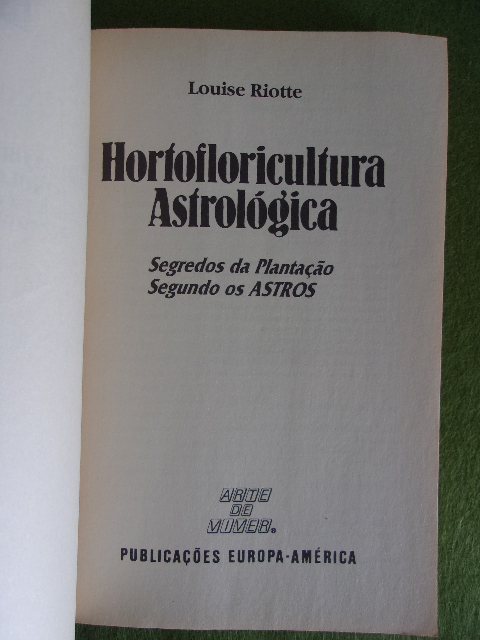 Louise Riotte
Hortofloricultura
Astrológica
Segredos da Plantação
Segundo os ASTROS
ARTE
DE
VIVER®
PUBLICAÇÕES EUROPA-AMÉRICA